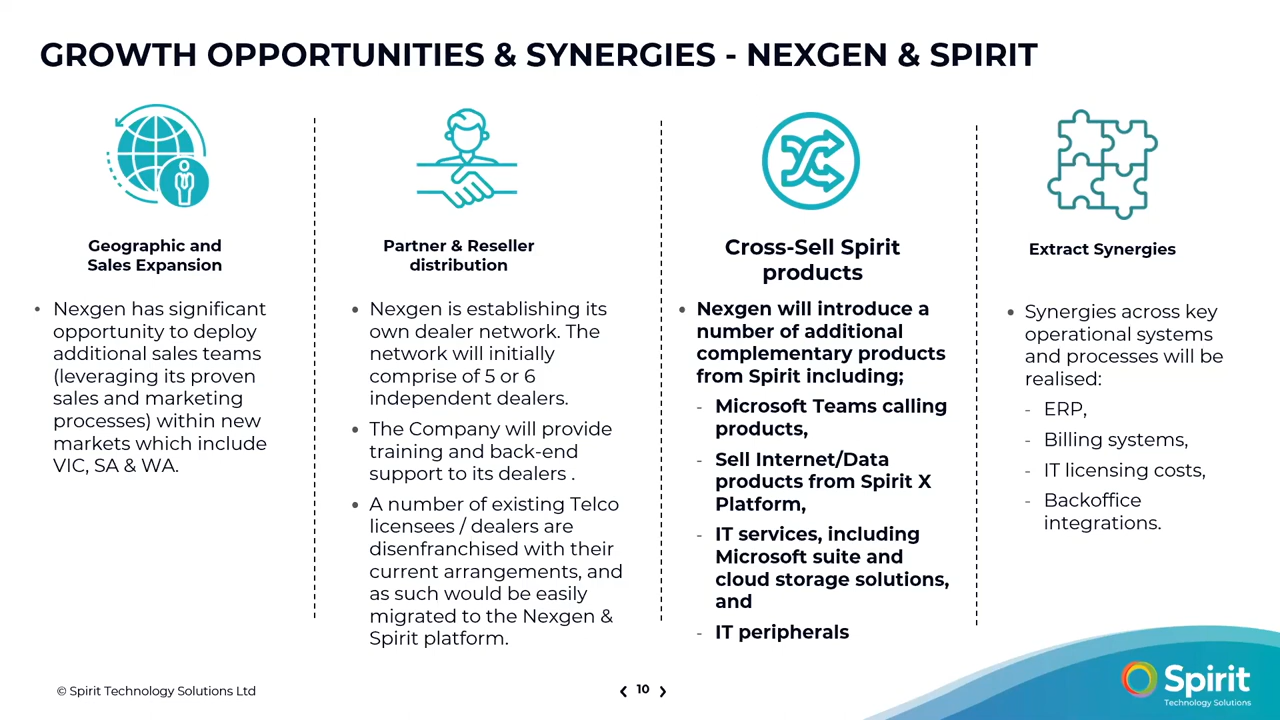 GROWTH OPPORTUNITIES & SYNERGIES - NEXGEN & SPIRIT
Geographic and
Sales Expansion
• Nexgen has significant
opportunity to deploy
additional sales teams
(leveraging its proven
sales and marketing
processes) within new
markets which include
VIC, SA & WA.
Partner & Reseller
distribution
• Nexgen is establishing its
own dealer network. The
network will initially
comprise of 5 or 6
independent dealers.
• The Company will provide
training and back-end
support to its dealers .
• A number of existing Telco
licensees / dealers are
disenfranchised with their
current arrangements, and
as such would be easily
migrated to the Nexgen &
Spirit platform.
Cross-Sell Spirit
products
• Nexgen will introduce a
number of additional
complementary products
from Spirit including;
- Microsoft Teams calling
products,
- Sell Internet/Data
products from Spirit X
Platform,
- IT services, including
Microsoft suite and
cloud storage solutions,
and
- IT peripherals
Extract Synergies
• Synergies across key
operational systems
and processes will be
realised:
- ERP,
- Billing systems,
- IT licensing costs,
- Backoffice
integrations.
© Spirit Technology Solutions Ltd
10
Spirit
Technology Solutions